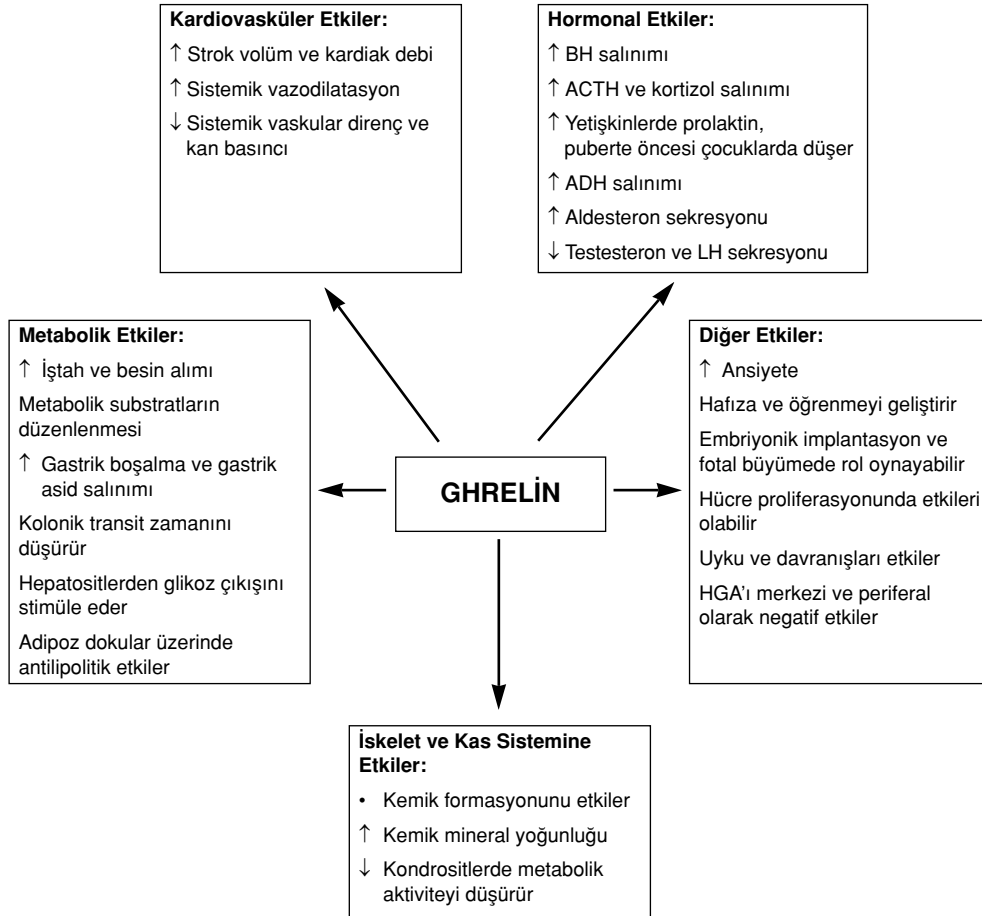 Kardiovasküler Etkiler:
↑ Strok volüm ve kardiak debi
↑ Sistemik vazodilatasyon
↓ Sistemik vaskular direnç ve
kan basıncı
Hormonal Etkiler:
↑ BH salınımı
↑ ACTH ve kortizol salınımı
↑ Yetişkinlerde prolaktin,
puberte öncesi çocuklarda düşer
↑ ADH salınımı
↑ Aldesteron sekresyonu
↓ Testesteron ve LH sekresyonu
Metabolik Etkiler:
↑ İştah ve besin alımı
Metabolik substratların
düzenlenmesi
↑ Gastrik boşalma ve gastrik
asid salınımı
Kolonik transit zamanını
düşürür
Hepatositlerden glikoz çıkışını
stimüle eder
Adipoz dokular üzerinde
antilipolitik etkiler
GHRELİN
Diğer Etkiler:
↑ Ansiyete
Hafıza ve öğrenmeyi geliştirir
Embriyonik implantasyon ve
fotal büyümede rol oynayabilir
Hücre proliferasyonunda etkileri
olabilir
Uyku ve davranışları etkiler
HGA'ı merkezi ve periferal
olarak negatif etkiler
İskelet ve Kas Sistemine
Etkiler:
• Kemik formasyonunu etkiler
↑ Kemik mineral yoğunluğu
↓ Kondrositlerde metabolik
aktiviteyi düşürür